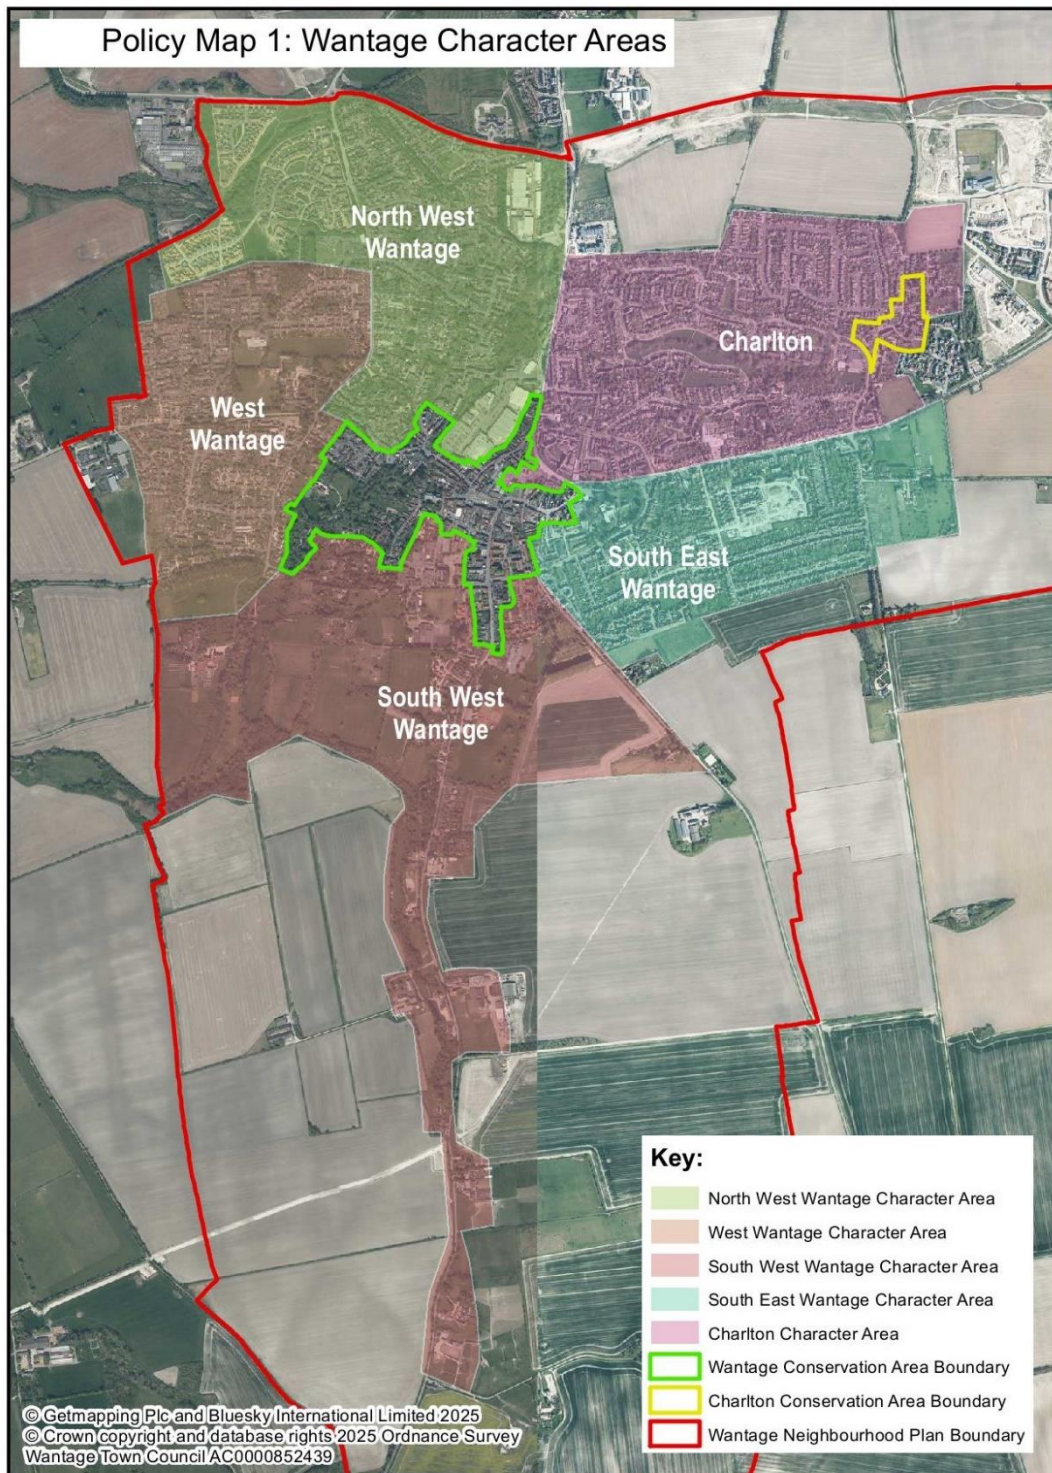 Policy Map 1: Wantage Character Areas
North West
Wantage
Charlton
West
Wantage
South East
Wantage
South West
Wantage
Key:
North West Wantage Character Area
West Wantage Character Area
South West Wantage Character Area
South East Wantage Character Area
Charlton Character Area
Wantage Conservation Area Boundary
Charlton Conservation Area Boundary
Wantage Neighbourhood Plan Boundary
© Getmapping Plc and Bluesky International Limited 2025
© Crown copyright and database rights 2025 Ordnance Survey
Wantage Town Council AC0000852439